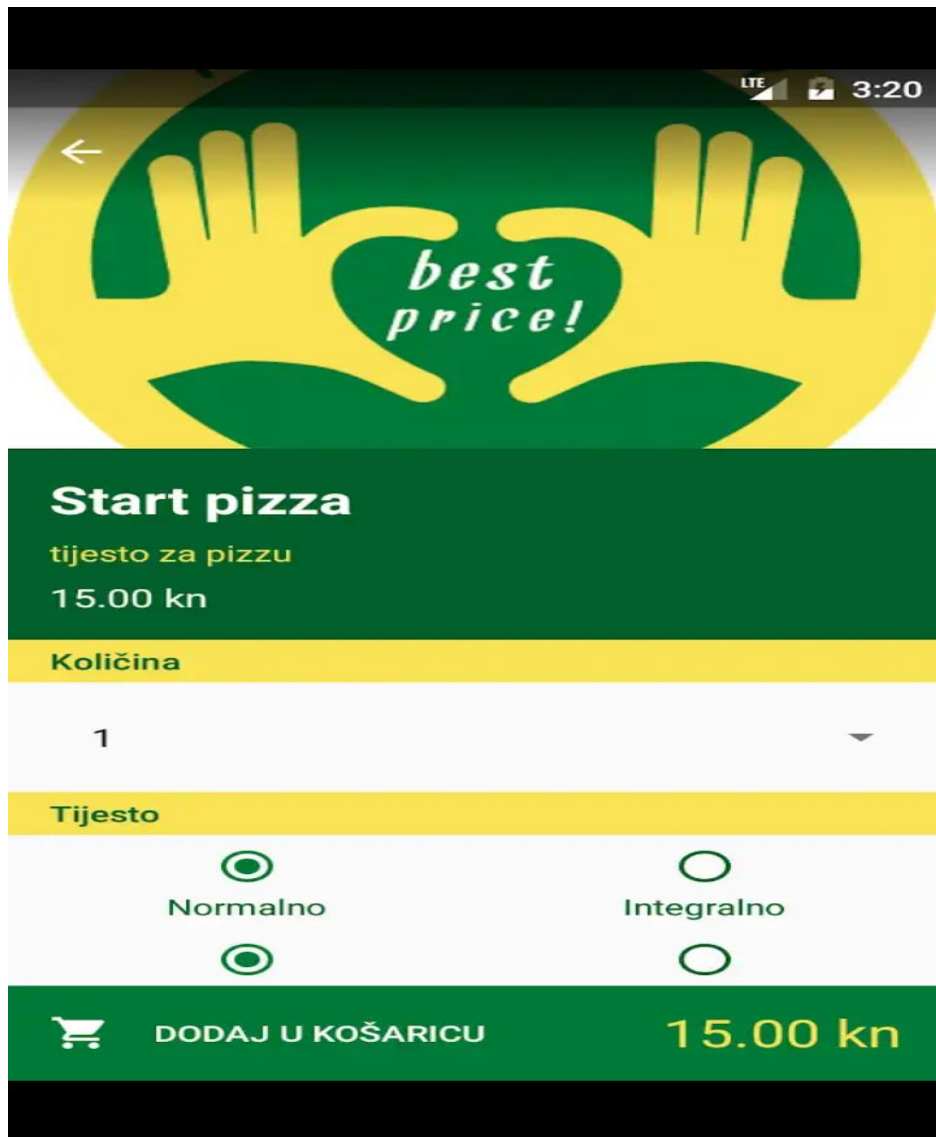 LTE 3:20
best
price!
Start pizza
tijesto za pizzu
15.00 kn
Količina
1
Tijesto
Normalno Integralno
DODAJ U KOŠARICU 15.00 kn